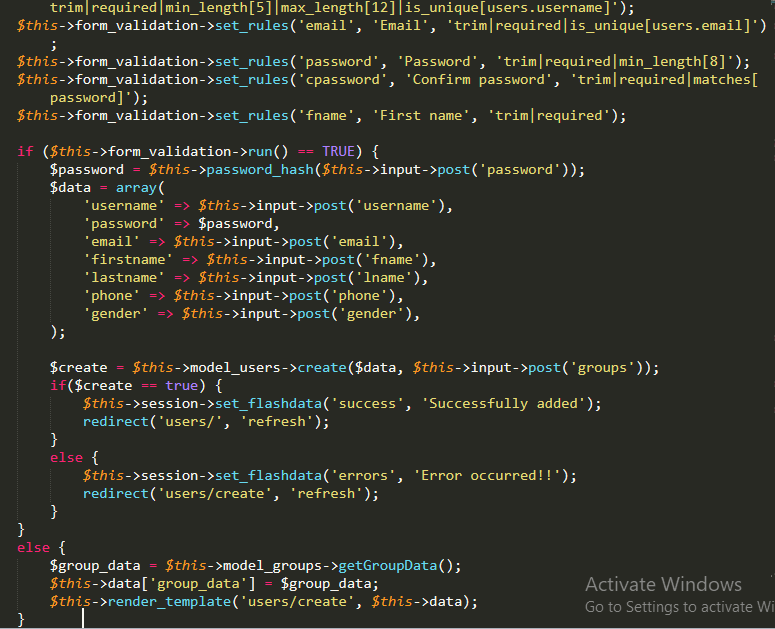 trim|required|min_length[5]|max_length[12]|is_unique[users.username]');
$this->form_validation->set_rules('email', 'Email', 'trim|required|is_unique[users.email]')
;
$this->form_validation->set_rules('password', 'Password', 'trim|required|min_length[8]');
$this->form_validation->set_rules('cpassword', 'Confirm password', 'trim|required|matches[
password]');
$this->form_validation->set_rules('fname', 'First name', 'trim|required');
if ($this->form_validation->run() == TRUE) {
$password = $this->password_hash($this->input->post('password'));
$data = array(
'username' => $this->input->post('username'),
'password' => $password,
'email' => $this->input->post('email'),
'firstname' => $this->input->post('fname'),
'lastname' => $this->input->post('lname'),
'phone' => $this->input->post('phone'),
'gender' => $this->input->post('gender'),
);
$create = $this->model_users->create($data, $this->input->post('groups'));
if($create == true) {
$this->session->set_flashdata('success', 'Successfully added');
redirect('users/', 'refresh');
}
else {
$this->session->set_flashdata('errors', 'Error occurred!!');
redirect('users/create', 'refresh');
}
}
else {
$group_data = $this->model_groups->getGroupData();
$this->data['group_data'] = $group_data;
$this->render_template('users/create', $this->data);
}
Activate Windows
Go to Settings to activate Wi